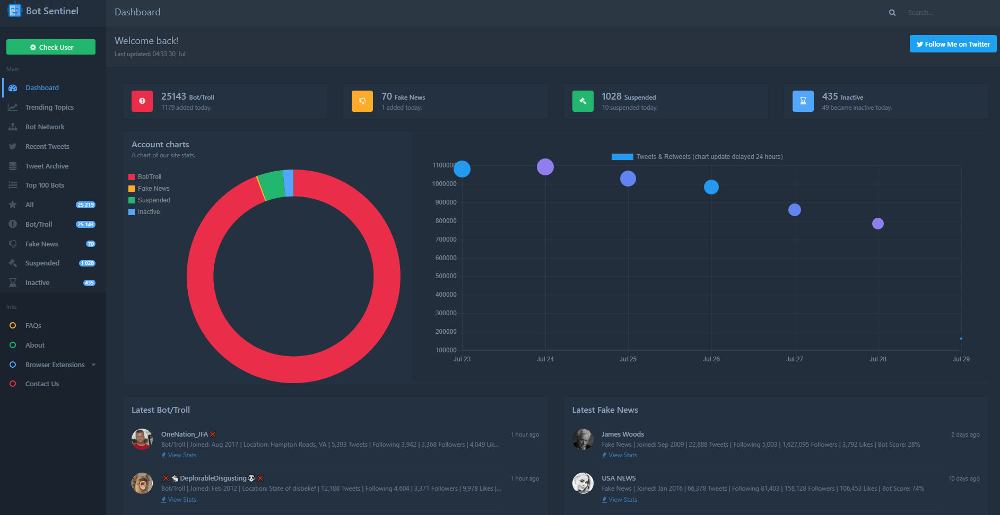 Bot Sentinel
Dashboard
Search...
Check User
Welcome back!
Last updated: 04:33 30, Jul
Follow Me on Twitter
Main
Dashboard
Trending Topics
Bot Network
Recent Tweets
Tweet Archive
Top 100 Bots
All 25 219
Bot/Troll 25 143
Fake News 70
Suspended 1 028
Inactive 435
Info
FAQs
About
Browser Extensions
Contact Us
25143 Bot/Troll
1179 added today.
70 Fake News
1 added today.
1028 Suspended
10 suspended today.
435 Inactive
49 became inactive today.
Account charts
A chart of our site stats.
Bot/Troll
Fake News
Suspended
Inactive
Tweets & Retweets (chart update delayed 24 hours)
1100000
1000000
900000
800000
700000
600000
500000
400000
300000
200000
100000
Jul 23 Jul 24 Jul 25 Jul 26 Jul 27 Jul 28 Jul 29
Latest Bot/Troll
OneNation_JFA❌ 1 hour ago
Bot/Troll | Joined: Aug 2017 | Location: Hampton Roads, VA | 5,393 Tweets | Following 3,942 | 3,368 Followers | 4,049 Lik...
View Stats
❌🐇DeplorableDisgusting🐼❌ 1 hour ago
Bot/Troll | Joined: Feb 2012 | Location: State of disbelief | 12,188 Tweets | Following 4,604 | 3,371 Followers | 9,978 Likes |...
View Stats
Latest Fake News
James Woods 2 days ago
Fake News | Joined: Sep 2009 | 22,888 Tweets | Following 5,003 | 1,627,095 Followers | 3,792 Likes | Bot Score: 28%
View Stats
USA NEWS 10 days ago
Fake News | Joined: Jan 2016 | 66,378 Tweets | Following 81,403 | 158,128 Followers | 106,453 Likes | Bot Score: 74%
View Stats